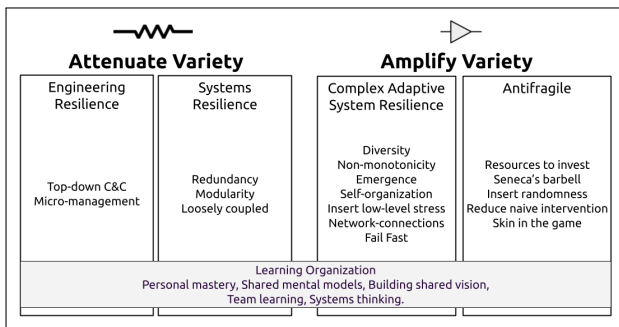 Attenuate Variety
Amplify Variety
Engineering
Resilience
Top-down C&C
Micro-management
Systems
Resilience
Redundancy
Modularity
Loosely coupled
Complex Adaptive
System Resilience
Diversity
Non-monotonicity
Emergence
Self-organization
Insert low-level stress
Network-connections
Fail Fast
Antifragile
Resources to invest
Seneca's barbell
Insert randomness
Reduce naive intervention
Skin in the game
Learning Organization
Personal mastery, Shared mental models, Building shared vision,
Team learning, Systems thinking.